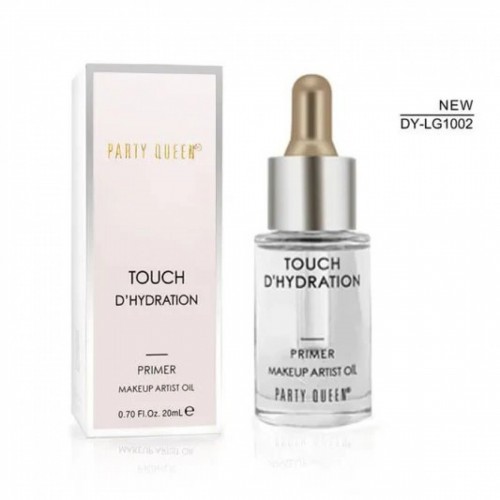 PARTY QUEEN®
TOUCH
D'HYDRATION
PRIMER
MAKEUP ARTIST OIL
0.70 Fl.Oz. 20mL℮
TOUCH
D'HYDRATION
PRIMER
MAKEUP ARTIST OIL
PARTY QUEEN®
NEW
DY-LG1002